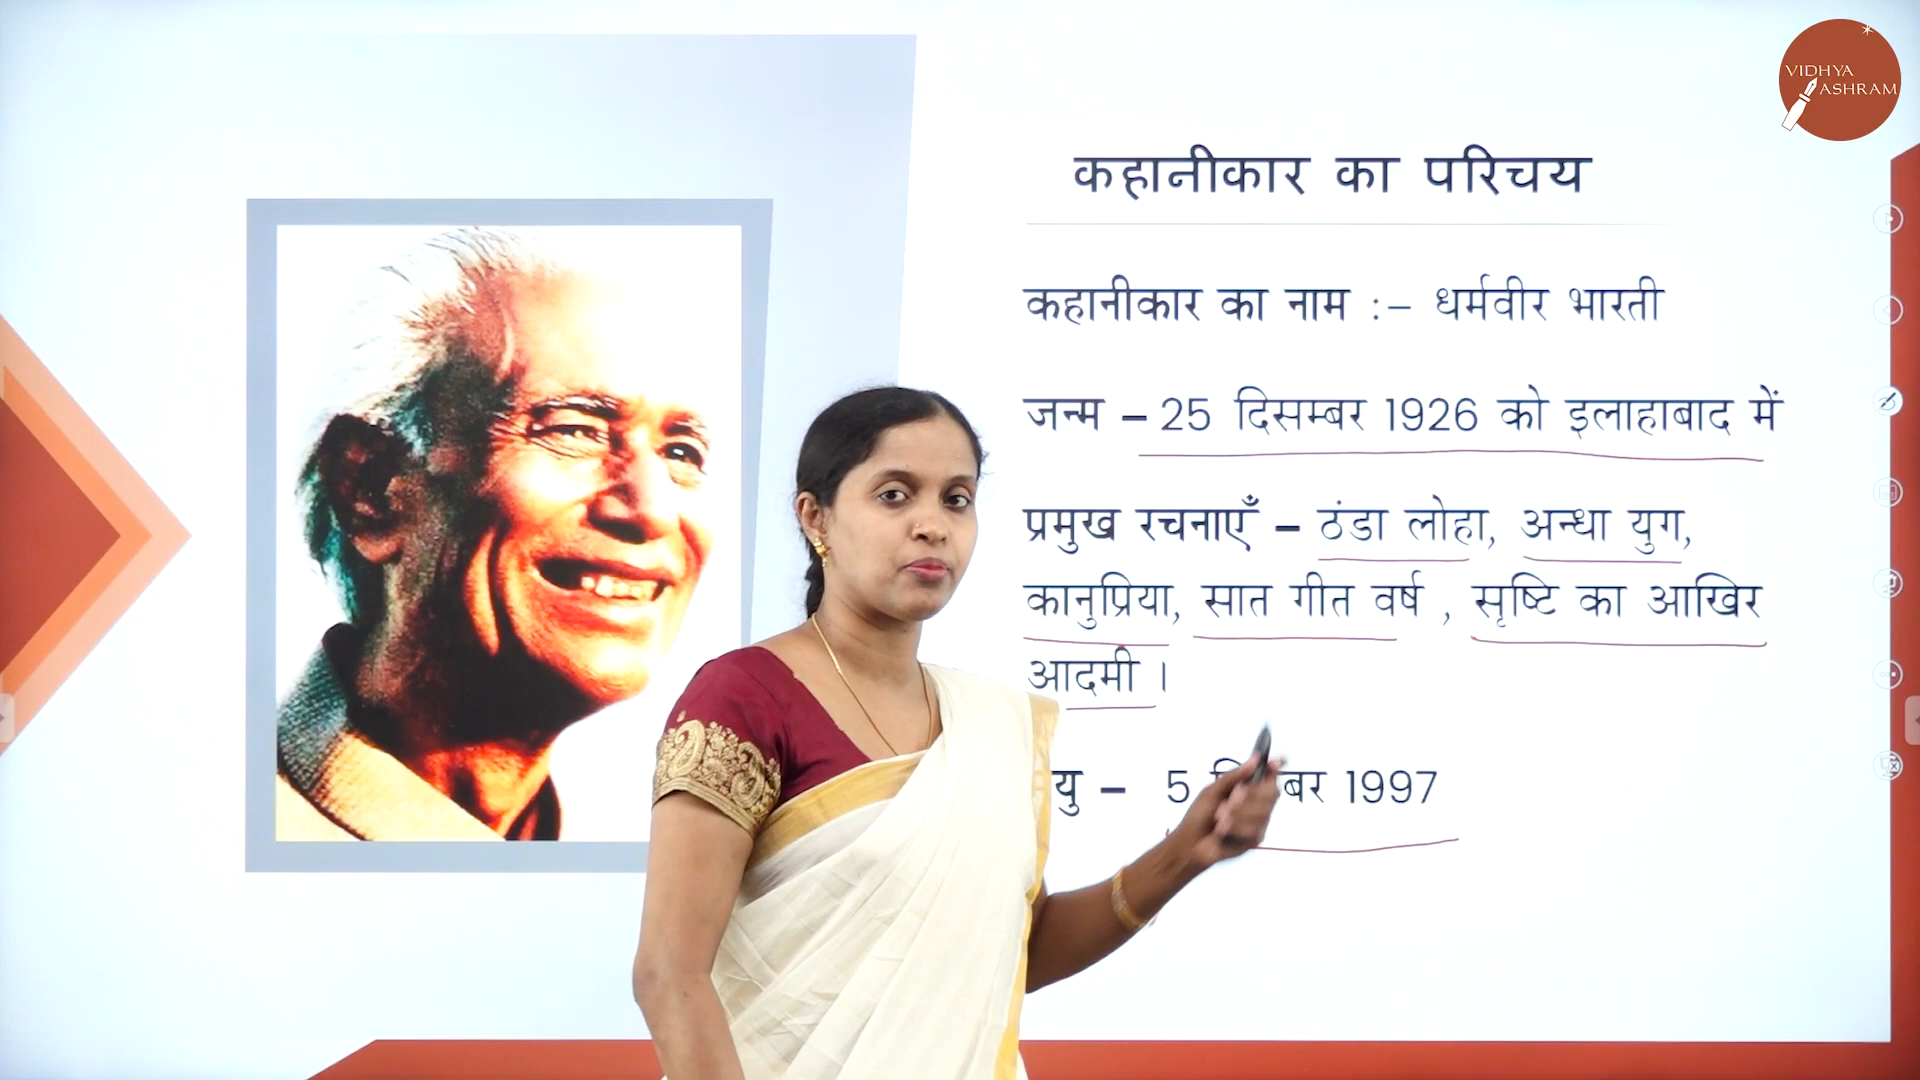 VIDHYA
ASHRAM
कहानीकार का परिचय
कहानीकार का नाम :– धर्मवीर भारती
जन्म – 25 दिसम्बर 1926 को इलाहाबाद में
प्रमुख रचनाएँ – ठंडा लोहा, अन्धा युग,
कानुप्रिया, सात गीत वर्ष , सृष्टि का आखिर
आदमी ।
– 5 1997